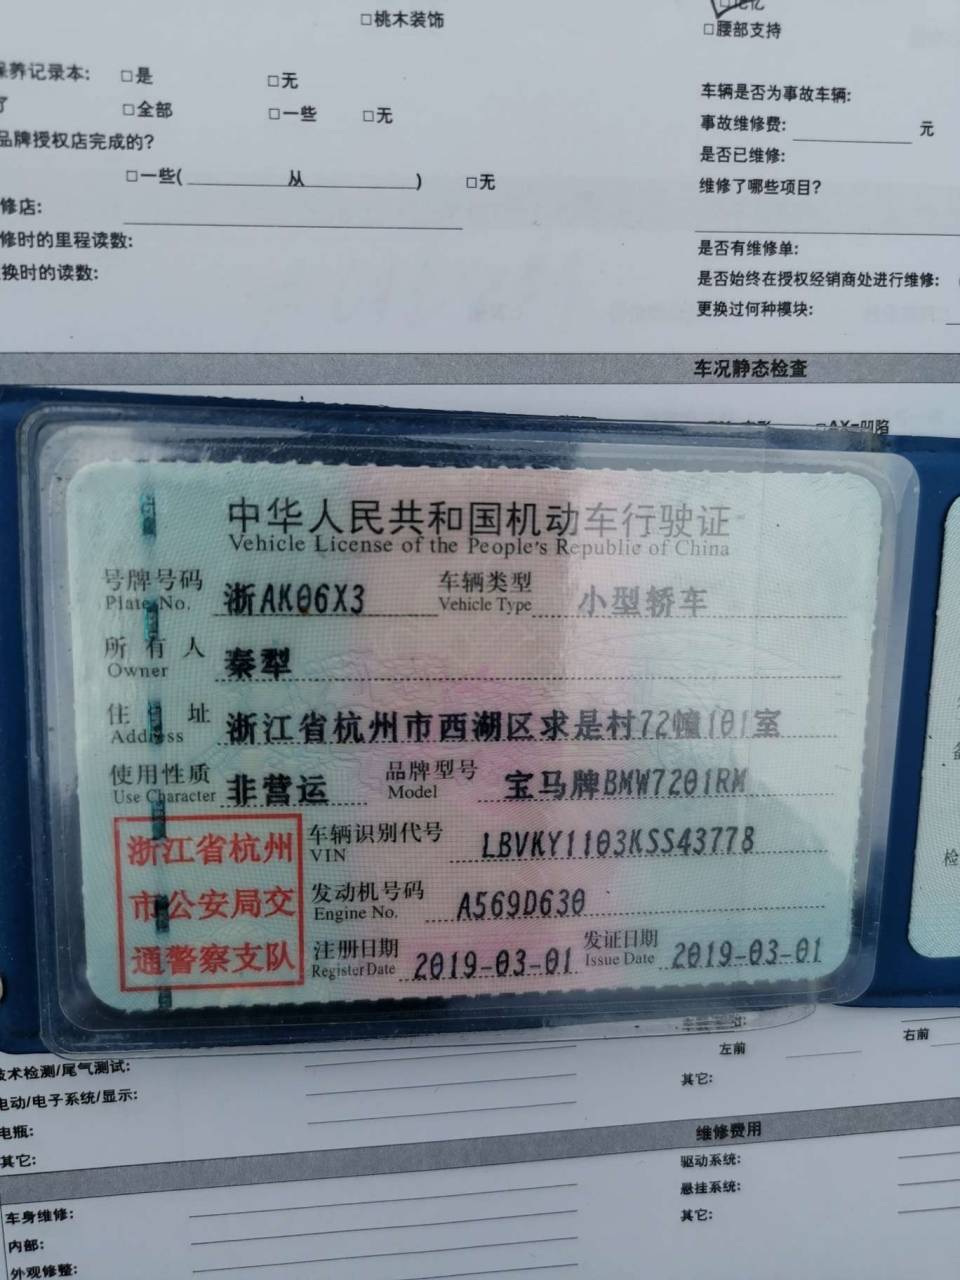 □桃木装饰
□记忆
□腰部支持
保养记录本: □是 □无
了 □全部 □一些 □无
品牌授权店完成的?
□一些( 从 ) □无
修店:
修时的里程读数:
换时的读数:
车辆是否为事故车辆:
事故维修费: 元
是否已维修:
维修了哪些项目?
是否有维修单:
是否始终在授权经销商处进行维修:
更换过何种模块:
车况静态检查
中华人民共和国机动车行驶证
Vehicle License of the People's Republic of China
号牌号码 浙AK06X3 车辆类型 小型轿车
Plate No. Vehicle Type
所有人 秦犁
Owner
住址 浙江省杭州市西湖区求是村72幢101室
Address
使用性质 非营运 品牌型号 宝马牌BMW7201RM
Use Character Model
浙江省杭州
市公安局交
通警察支队
车辆识别代号 LBVKY1103KSS43778
VIN
发动机号码 A569D630
Engine No.
注册日期 2019-03-01 发证日期 2019-03-01
Register Date Issue Date
检
左前 右前
技术检测/尾气测试:
其它:
电动/电子系统/显示:
电瓶:
其它:
维修费用
驱动系统:
悬挂系统:
其它:
车身维修:
内部:
外观修整: